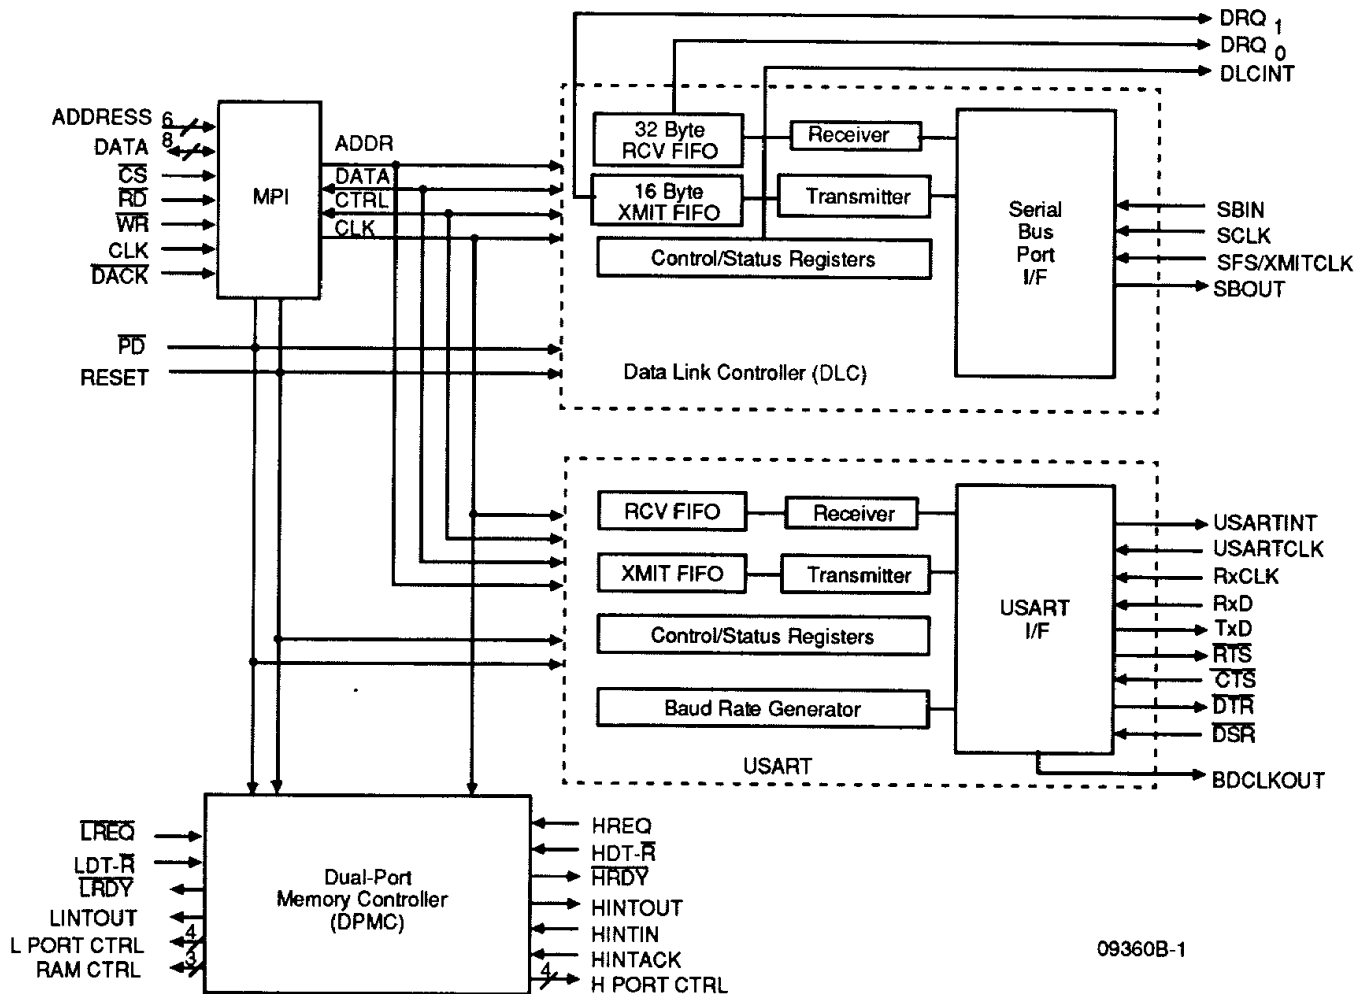 DRQ 1
DRQ 0
DLCINT
ADDRESS 6
DATA 8
CS
RD
WR
CLK
DACK
MPI
ADDR
DATA
CTRL
CLK
32 Byte
RCV FIFO
Receiver
16 Byte
XMIT FIFO
Transmitter
Control/Status Registers
Serial
Bus
Port
I/F
SBIN
SCLK
SFS/XMITCLK
SBOUT
PD
RESET
Data Link Controller (DLC)
RCV FIFO
Receiver
XMIT FIFO
Transmitter
Control/Status Registers
Baud Rate Generator
USART
I/F
USART
USARTINT
USARTCLK
RxCLK
RxD
TxD
RTS
CTS
DTR
DSR
BDCLKOUT
LREQ
LDT-R
LRDY
LINTOUT
L PORT CTRL 4
RAM CTRL 3
Dual-Port
Memory Controller
(DPMC)
HREQ
HDT-R
HRDY
HINTOUT
HINTIN
HINTACK
4 H PORT CTRL
09360B-1